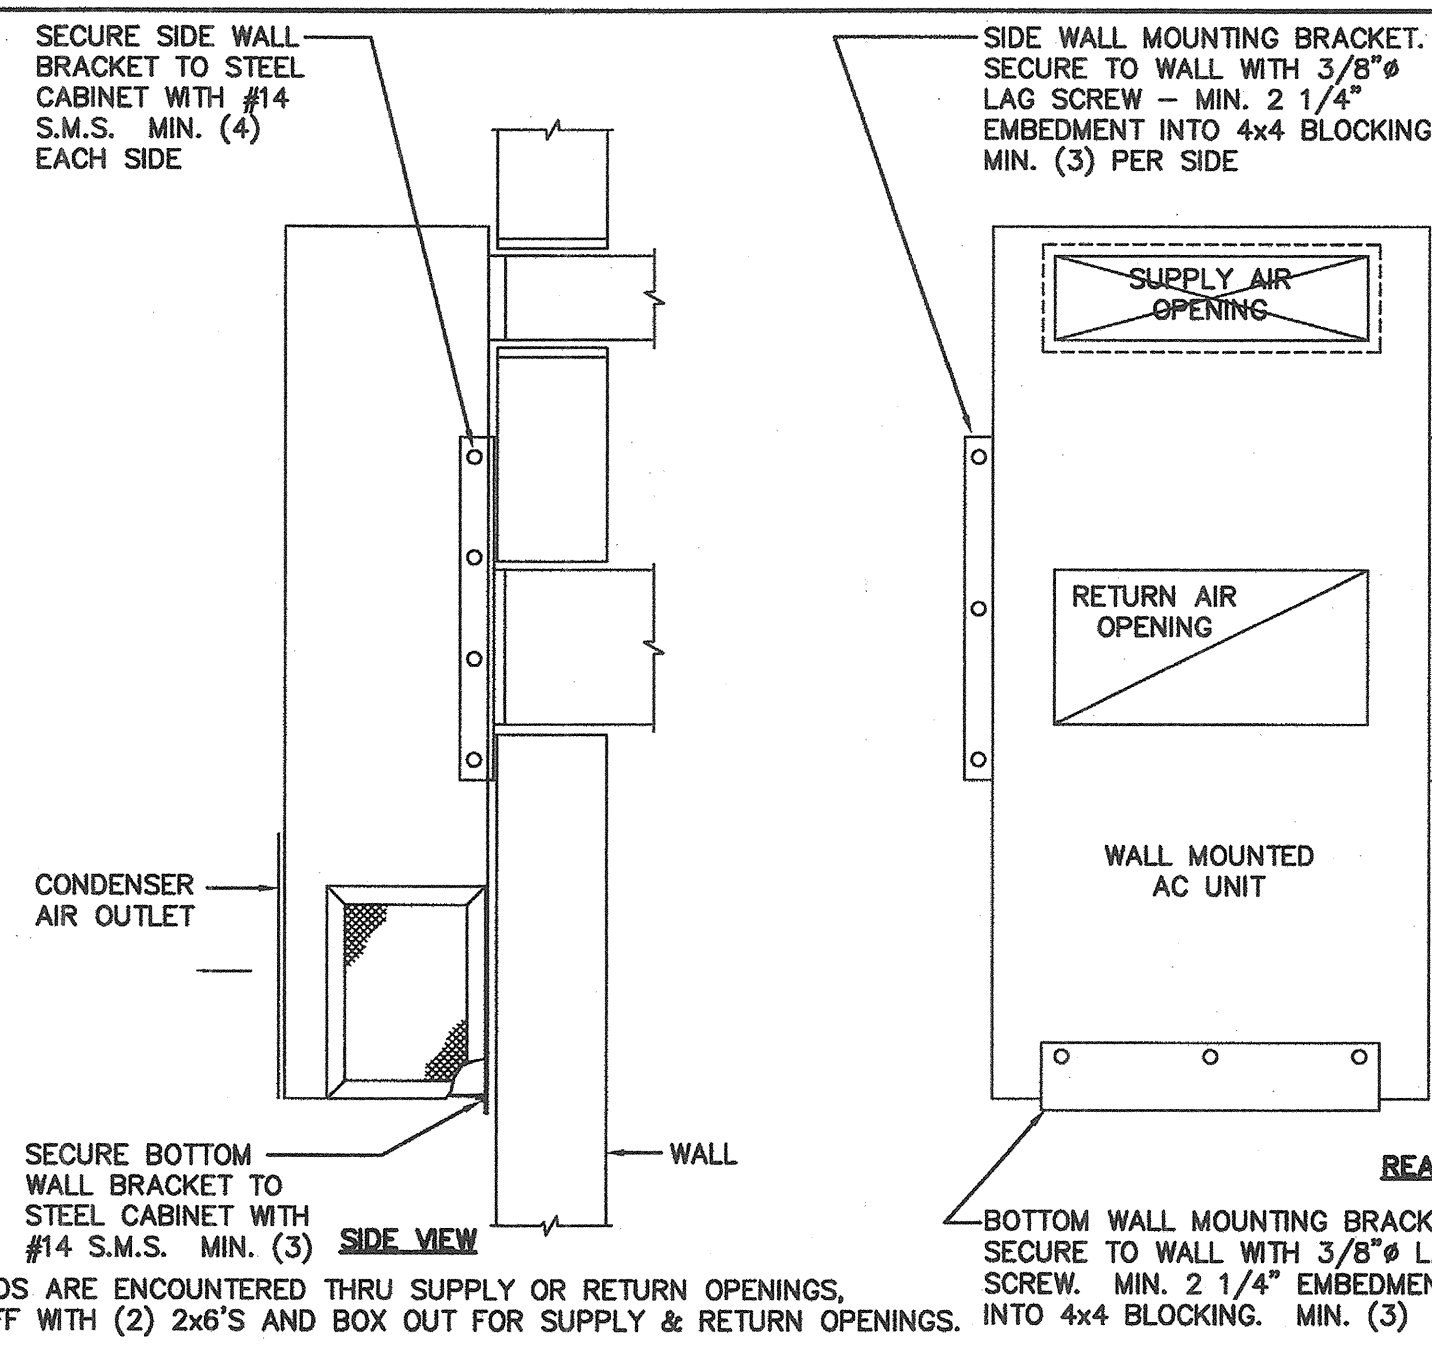 SECURE SIDE WALL
BRACKET TO STEEL
CABINET WITH #14
S.M.S. MIN. (4)
EACH SIDE
SIDE WALL MOUNTING BRACKET.
SECURE TO WALL WITH 3/8"ø
LAG SCREW – MIN. 2 1/4"
EMBEDMENT INTO 4x4 BLOCKING
MIN. (3) PER SIDE
SUPPLY AIR
OPENING
RETURN AIR
OPENING
WALL MOUNTED
AC UNIT
CONDENSER
AIR OUTLET
SECURE BOTTOM
WALL BRACKET TO
STEEL CABINET WITH
#14 S.M.S. MIN. (3)
SIDE VIEW
WALL
REA
BOTTOM WALL MOUNTING BRACK
SECURE TO WALL WITH 3/8"ø L
SCREW. MIN. 2 1/4" EMBEDMEN
INTO 4x4 BLOCKING. MIN. (3)
DS ARE ENCOUNTERED THRU SUPPLY OR RETURN OPENINGS,
FF WITH (2) 2x6'S AND BOX OUT FOR SUPPLY & RETURN OPENINGS.